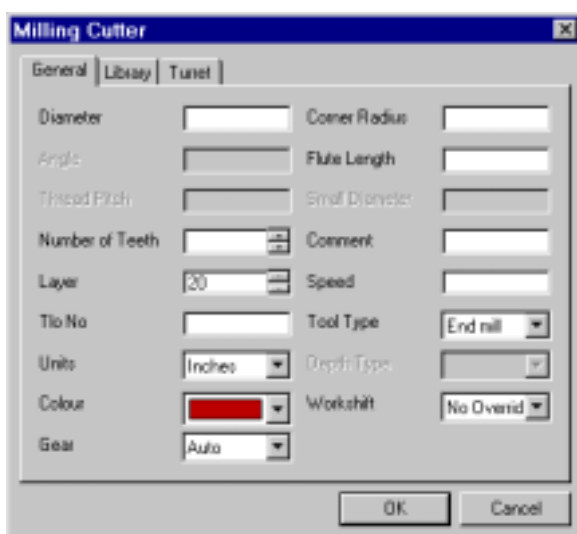 Milling Cutter
General Library Turret
Diameter Corner Radius
Angle Flute Length
Thread Pitch Small Diameter
Number of Teeth Comment
Layer 20 Speed
Tlo No Tool Type End mill
Units Inches Depth Type
Colour Workshift No Overrid
Gear Auto
OK Cancel